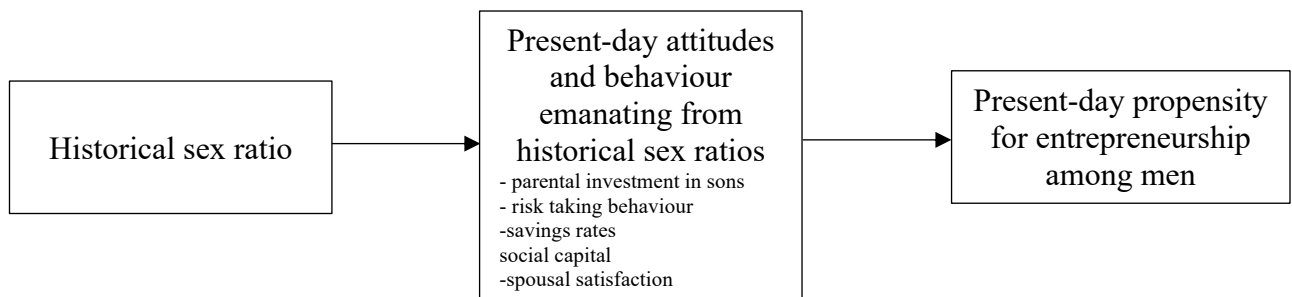 Historical sex ratio
Present-day attitudes
and behaviour
emanating from
historical sex ratios
- parental investment in sons
- risk taking behaviour
-savings rates
social capital
-spousal satisfaction
Present-day propensity
for entrepreneurship
among men